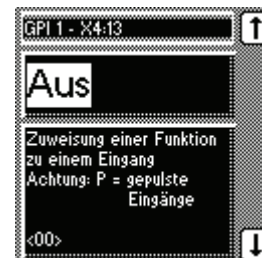 GPI 1 - X4:13
Aus
Zuweisung einer Funktion
zu einem Eingang
Achtung: P = gepulste
Eingänge
<00>